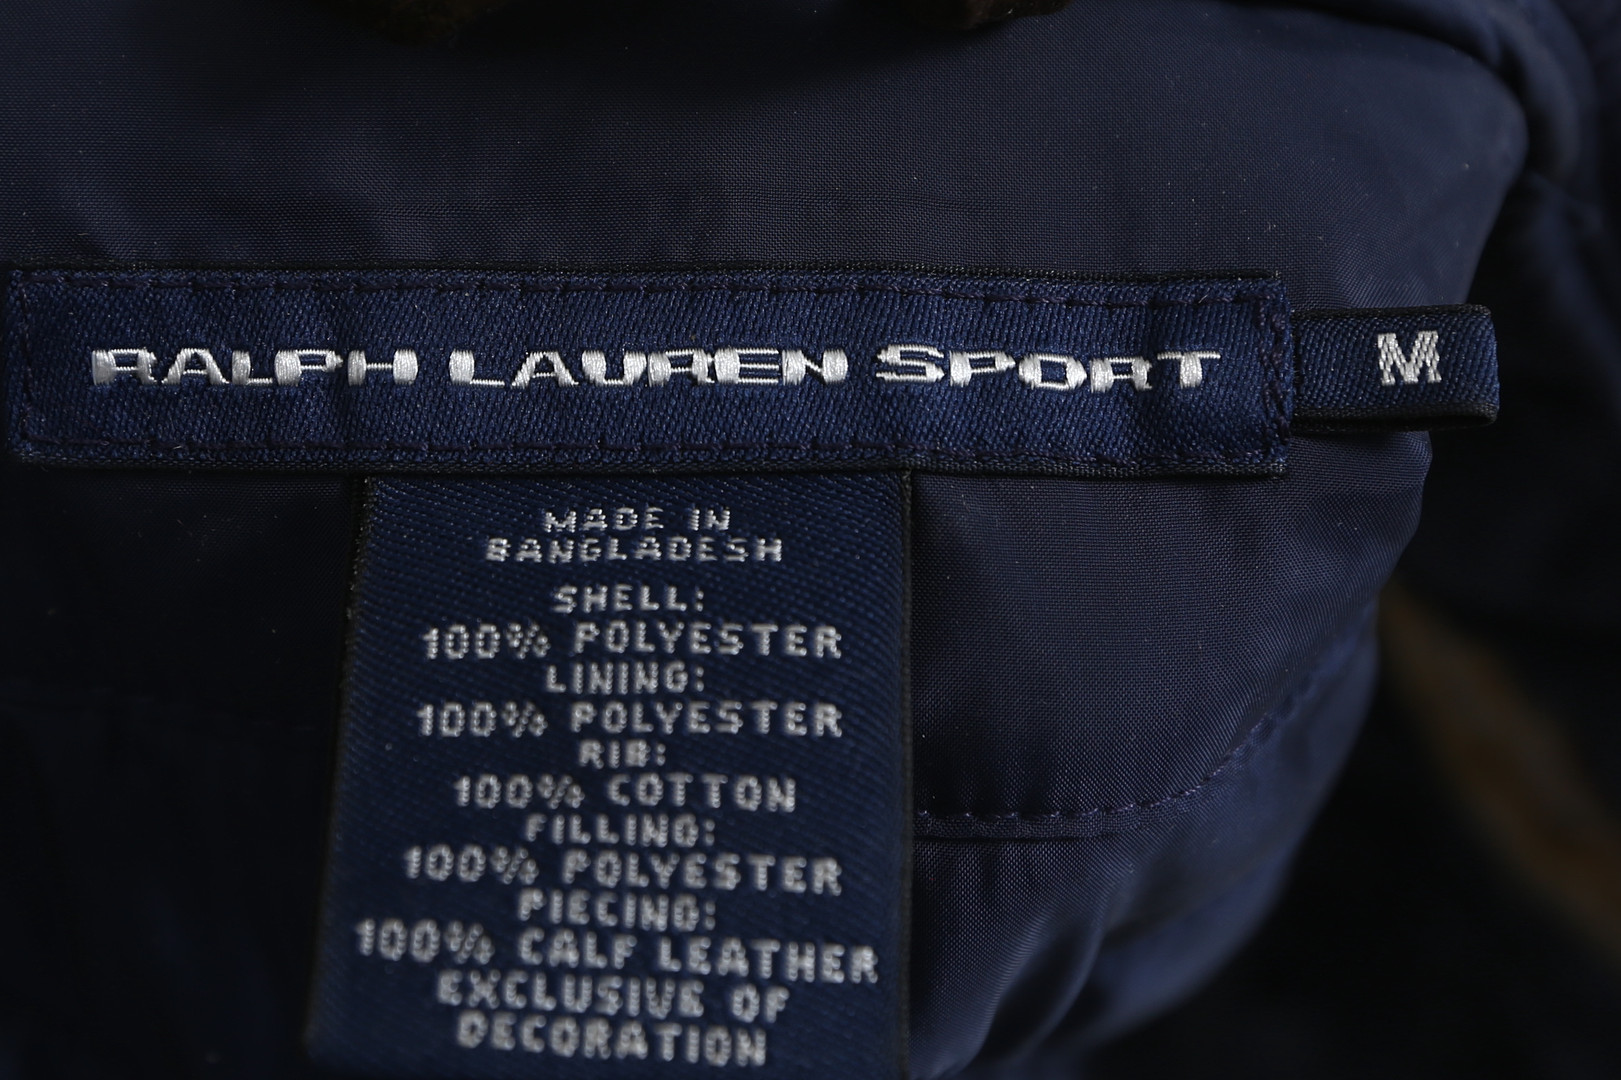 RALPH LAUREN SPORT
M
MADE IN
BANGLADESH
SHELL:
100% POLYESTER
LINING:
100% POLYESTER
RIB:
100% COTTON
FILLING:
100% POLYESTER
PIECING:
100% CALF LEATHER
EXCLUSIVE OF
DECORATION